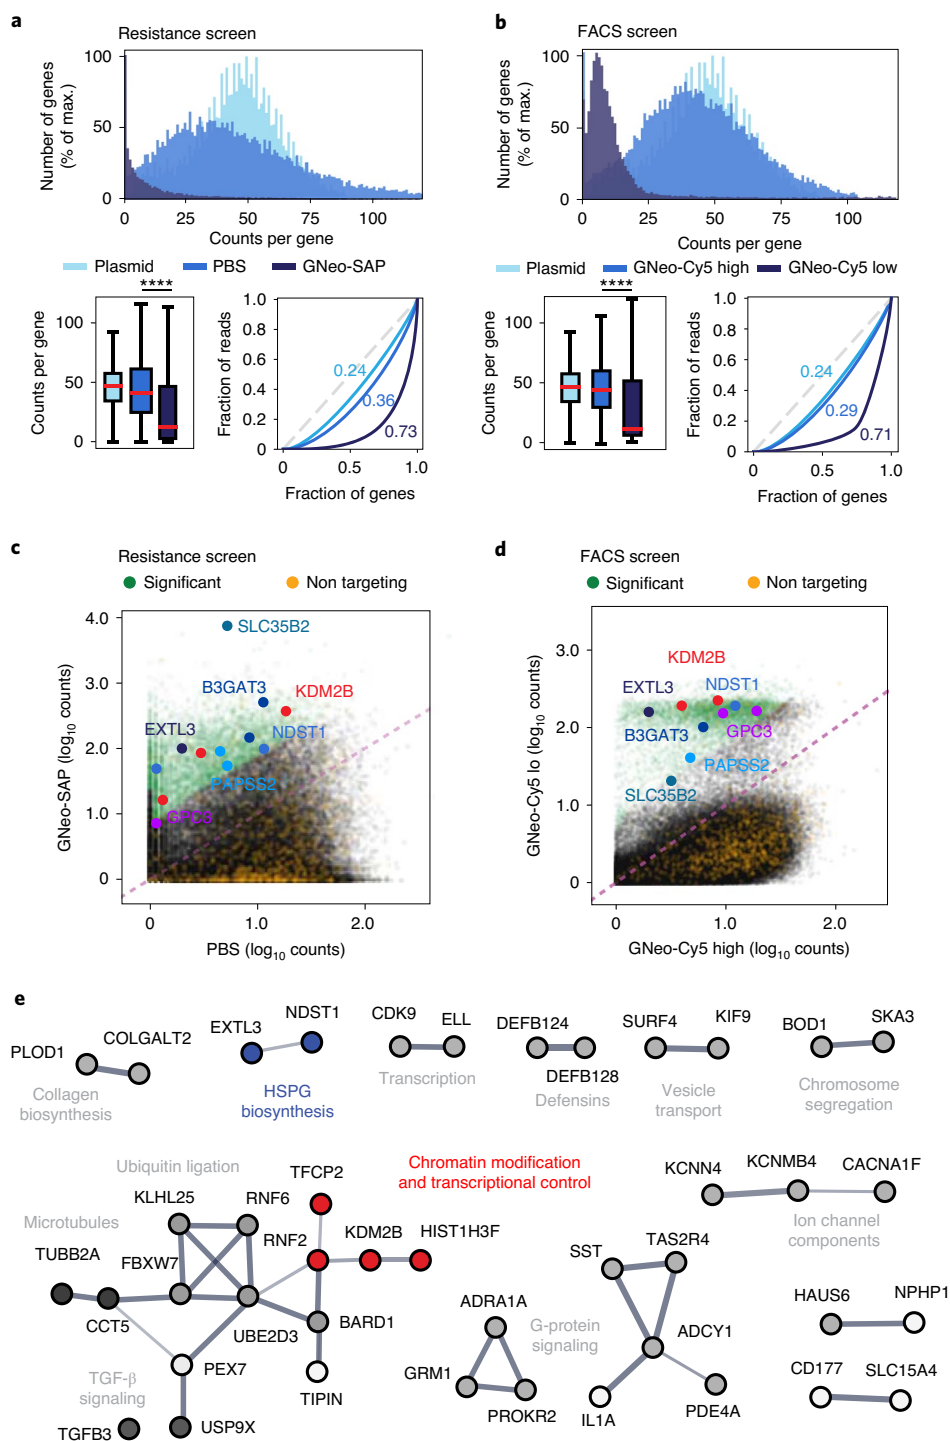 a
Resistance screen
Number of genes
(% of max.)
100
50
0
0
25
50
75
100
Counts per gene
Plasmid
PBS
GNeo-SAP
****
Counts per gene
100
50
0
Fraction of reads
1.0
0.8
0.6
0.4
0.2
0
0.24
0.36
0.73
0
0.5
1.0
Fraction of genes
b
FACS screen
Number of genes
(% of max.)
100
50
0
0
25
50
75
100
Counts per gene
Plasmid
GNeo-Cy5 high
GNeo-Cy5 low
****
Counts per gene
100
50
0
Fraction of reads
1.0
0.8
0.6
0.4
0.2
0
0.24
0.29
0.71
0
0.5
1.0
Fraction of genes
c
Resistance screen
Significant
Non targeting
GNeo-SAP (log10 counts)
4.0
3.0
2.0
1.0
0
SLC35B2
B3GAT3
KDM2B
EXTL3
NDST1
PAPSS2
GPC3
0
1.0
2.0
PBS (log10 counts)
d
FACS screen
Significant
Non targeting
GNeo-Cy5 lo (log10 counts)
3.0
2.0
1.0
0
KDM2B
EXTL3
NDST1
B3GAT3
GPC3
PAPSS2
SLC35B2
0
1.0
2.0
GNeo-Cy5 high (log10 counts)
e
PLOD1
COLGALT2
Collagen
biosynthesis
EXTL3
NDST1
HSPG
biosynthesis
CDK9
ELL
Transcription
DEFB124
DEFB128
Defensins
SURF4
KIF9
Vesicle
transport
BOD1
SKA3
Chromosome
segregation
Ubiquitin ligation
KLHL25
RNF6
TFCP2
Chromatin modification
and transcriptional control
Microtubules
TUBB2A
FBXW7
RNF2
KDM2B
HIST1H3F
CCT5
UBE2D3
BARD1
PEX7
TIPIN
TGF-β
signaling
TGFB3
USP9X
KCNN4
KCNMB4
CACNA1F
Ion channel
components
SST
TAS2R4
ADRA1A
G-protein
signaling
ADCY1
GRM1
PROKR2
IL1A
PDE4A
HAUS6
NPHP1
CD177
SLC15A4